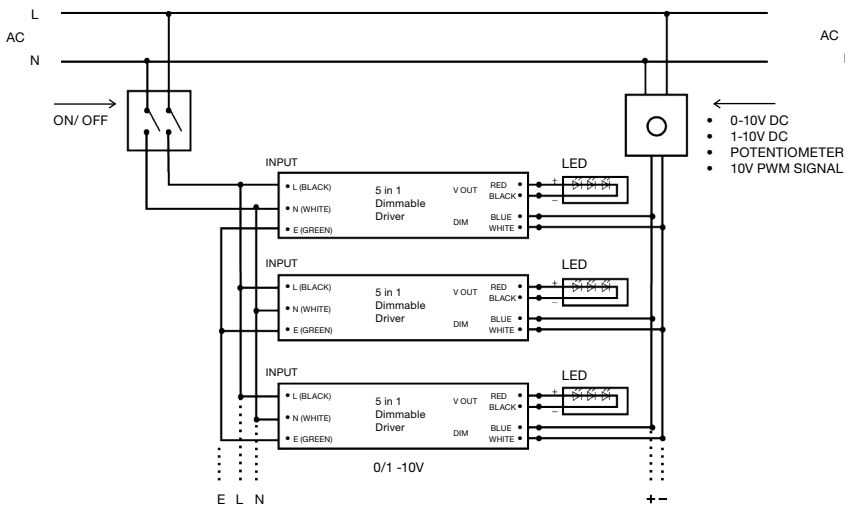 L
AC
N
AC
ON/ OFF
0-10V DC
1-10V DC
POTENTIOMETER
10V PWM SIGNAL
INPUT
L (BLACK)
N (WHITE)
E (GREEN)
5 in 1
Dimmable
Driver
V OUT
DIM
RED
BLACK
BLUE
WHITE
LED
+
–
INPUT
L (BLACK)
N (WHITE)
E (GREEN)
5 in 1
Dimmable
Driver
V OUT
DIM
RED
BLACK
BLUE
WHITE
LED
+
–
INPUT
L (BLACK)
N (WHITE)
E (GREEN)
5 in 1
Dimmable
Driver
V OUT
DIM
RED
BLACK
BLUE
WHITE
LED
+
–
0/1 -10V
E L N
+ –